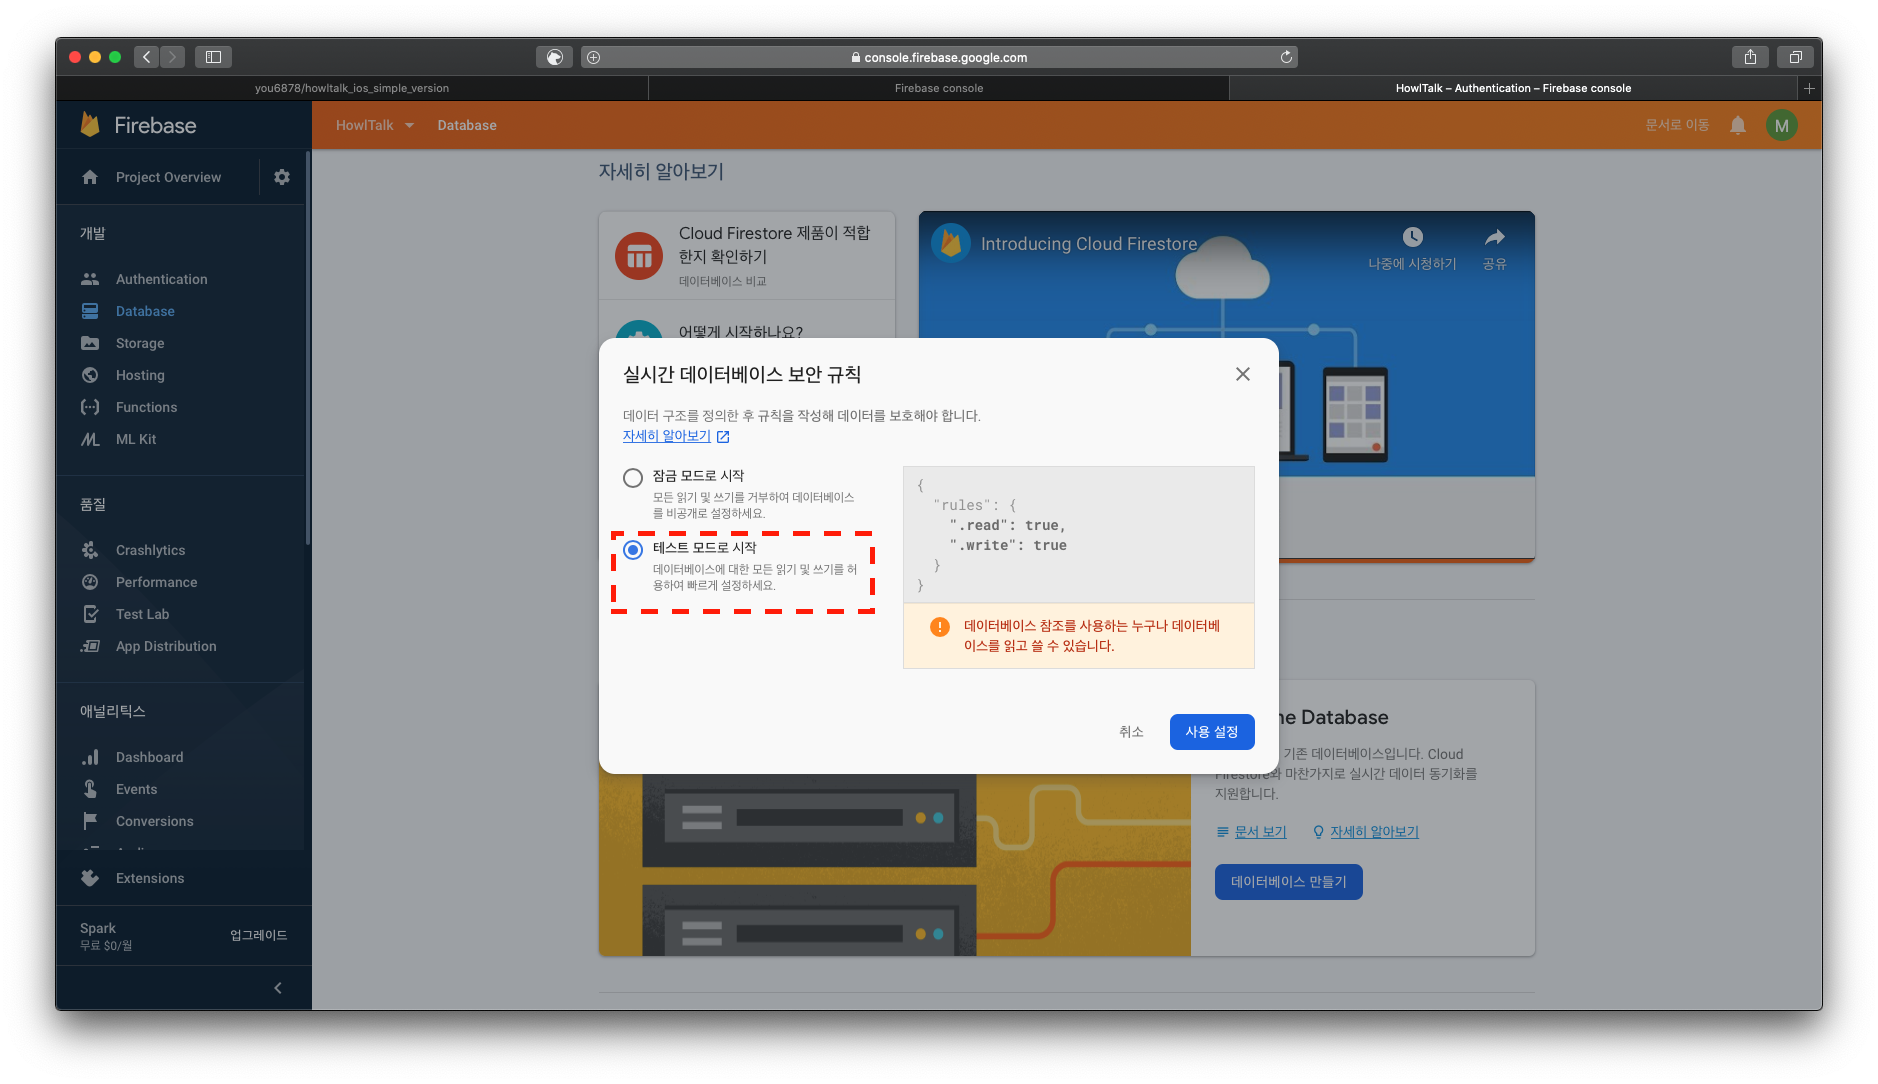 console.firebase.google.com
you6878/howltalk_ios_simple_version
Firebase console
HowlTalk – Authentication – Firebase console
Firebase
HowlTalk
Database
문서로 이동
M
Project Overview
개발
Authentication
Database
Storage
Hosting
Functions
ML Kit
품질
Crashlytics
Performance
Test Lab
App Distribution
애널리틱스
Dashboard
Events
Conversions
Extensions
Spark
무료 $0/월
업그레이드
자세히 알아보기
Cloud Firestore 제품이 적합
한지 확인하기
데이터베이스 비교
어떻게 시작하나요?
Introducing Cloud Firestore
나중에 시청하기
공유
실시간 데이터베이스 보안 규칙
데이터 구조를 정의한 후 규칙을 작성해 데이터를 보호해야 합니다.
자세히 알아보기
잠금 모드로 시작
모든 읽기 및 쓰기를 거부하여 데이터베이스
를 비공개로 설정하세요.
테스트 모드로 시작
데이터베이스에 대한 모든 읽기 및 쓰기를 허
용하여 빠르게 설정하세요.
{
"rules": {
".read": true,
".write": true
}
}
데이터베이스 참조를 사용하는 누구나 데이터베
이스를 읽고 쓸 수 있습니다.
취소
사용 설정
Database
기존 데이터베이스입니다. Cloud
Firestore와 마찬가지로 실시간 데이터 동기화를
지원합니다.
문서 보기
자세히 알아보기
데이터베이스 만들기